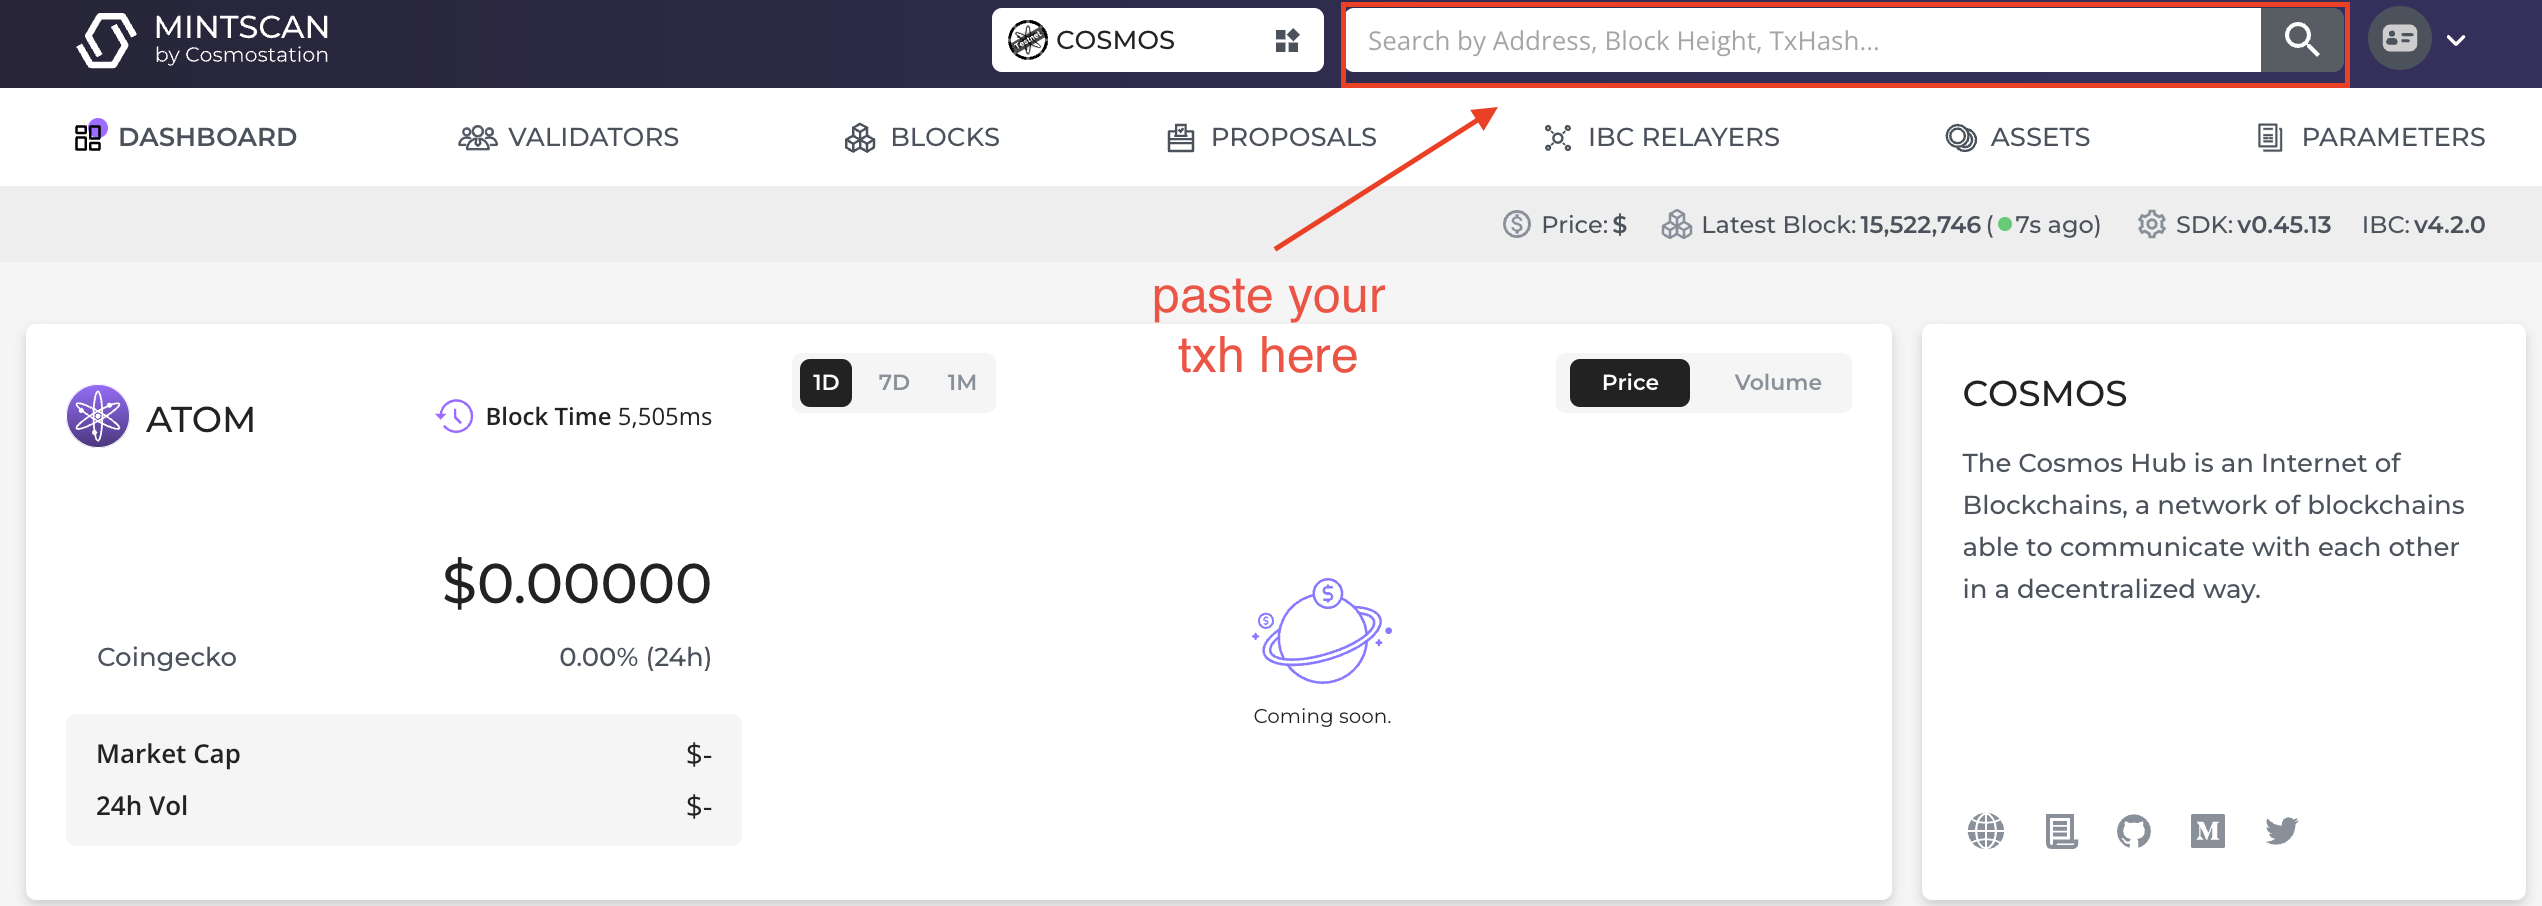 MINTSCAN
by Cosmostation
Testnet
COSMOS
Search by Address, Block Height, TxHash...
DASHBOARD
VALIDATORS
BLOCKS
PROPOSALS
IBC RELAYERS
ASSETS
PARAMETERS
Price: $
Latest Block: 15,522,746 (7s ago)
SDK: v0.45.13
IBC: v4.2.0
paste your
txh here
ATOM
Block Time 5,505ms
1D
7D
1M
Price
Volume
$0.00000
Coingecko
0.00% (24h)
Market Cap
$-
24h Vol
$-
$
$
Coming soon.
COSMOS
The Cosmos Hub is an Internet of
Blockchains, a network of blockchains
able to communicate with each other
in a decentralized way.
M